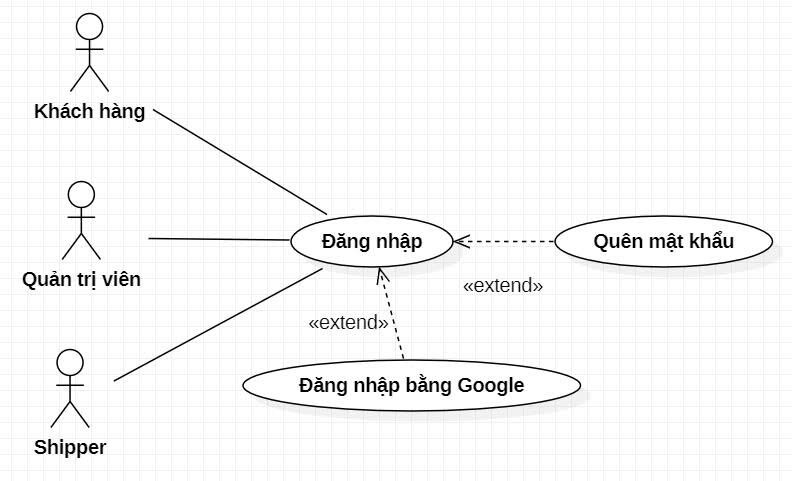 Khách hàng
Quản trị viên
Đăng nhập
Quên mật khẩu
«extend»
«extend»
Đăng nhập bằng Google
Shipper